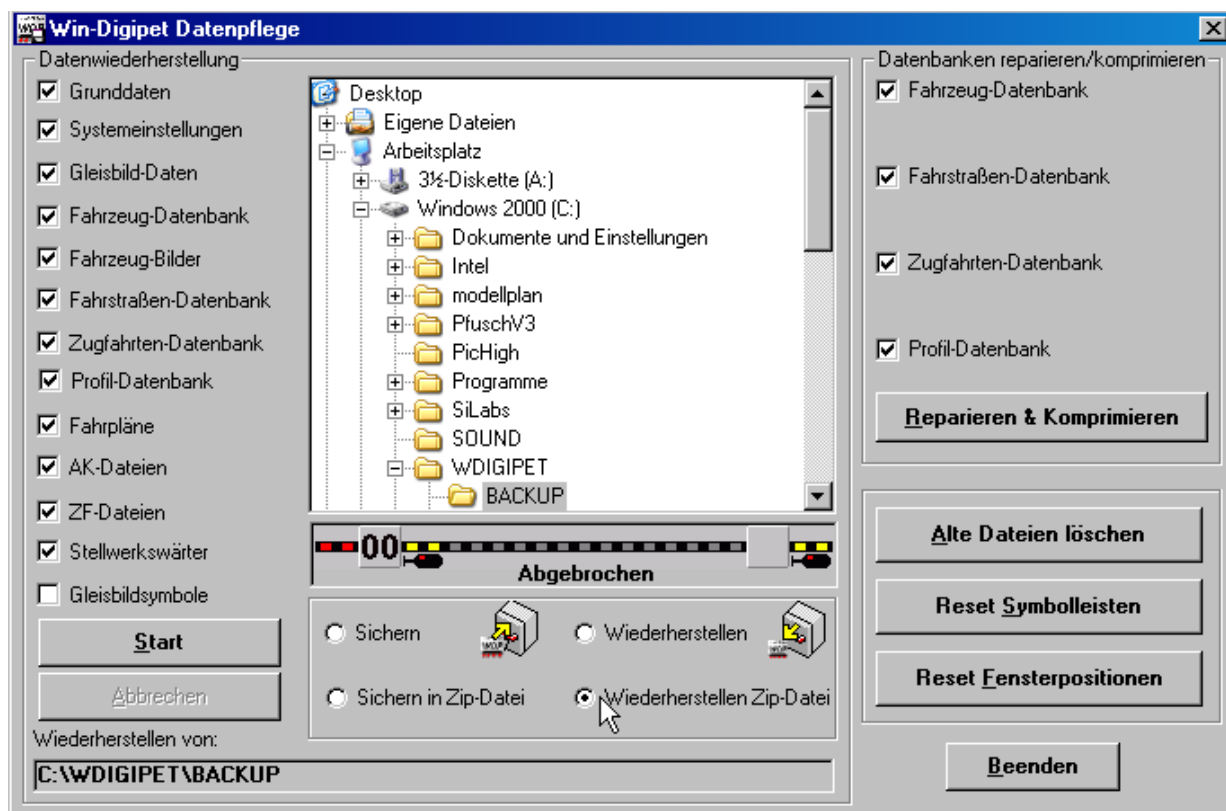 Win-Digipet Datenpflege
Datenwiederherstellung
Grunddaten
Systemeinstellungen
Gleisbild-Daten
Fahrzeug-Datenbank
Fahrzeug-Bilder
Fahrstraßen-Datenbank
Zugfahrten-Datenbank
Profil-Datenbank
Fahrpläne
AK-Dateien
ZF-Dateien
Stellwerkswärter
Gleisbildsymbole
Start
Abbrechen
Desktop
Eigene Dateien
Arbeitsplatz
3½-Diskette (A:)
Windows 2000 (C:)
Dokumente und Einstellungen
Intel
modellplan
PfuschV3
PicHigh
Programme
SiLabs
SOUND
WDIGIPET
BACKUP
00
Abgebrochen
Sichern
Wiederherstellen
Sichern in Zip-Datei
Wiederherstellen Zip-Datei
Wiederherstellen von:
C:\WDIGIPET\BACKUP
Datenbanken reparieren/komprimieren
Fahrzeug-Datenbank
Fahrstraßen-Datenbank
Zugfahrten-Datenbank
Profil-Datenbank
Reparieren & Komprimieren
Alte Dateien löschen
Reset Symbolleisten
Reset Fensterpositionen
Beenden